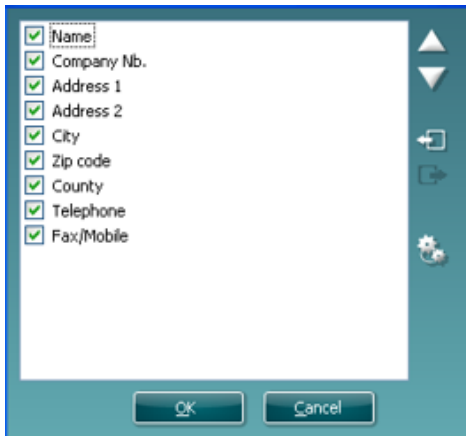 Name
Company Nb.
Address 1
Address 2
City
Zip code
County
Telephone
Fax/Mobile
OK
Cancel